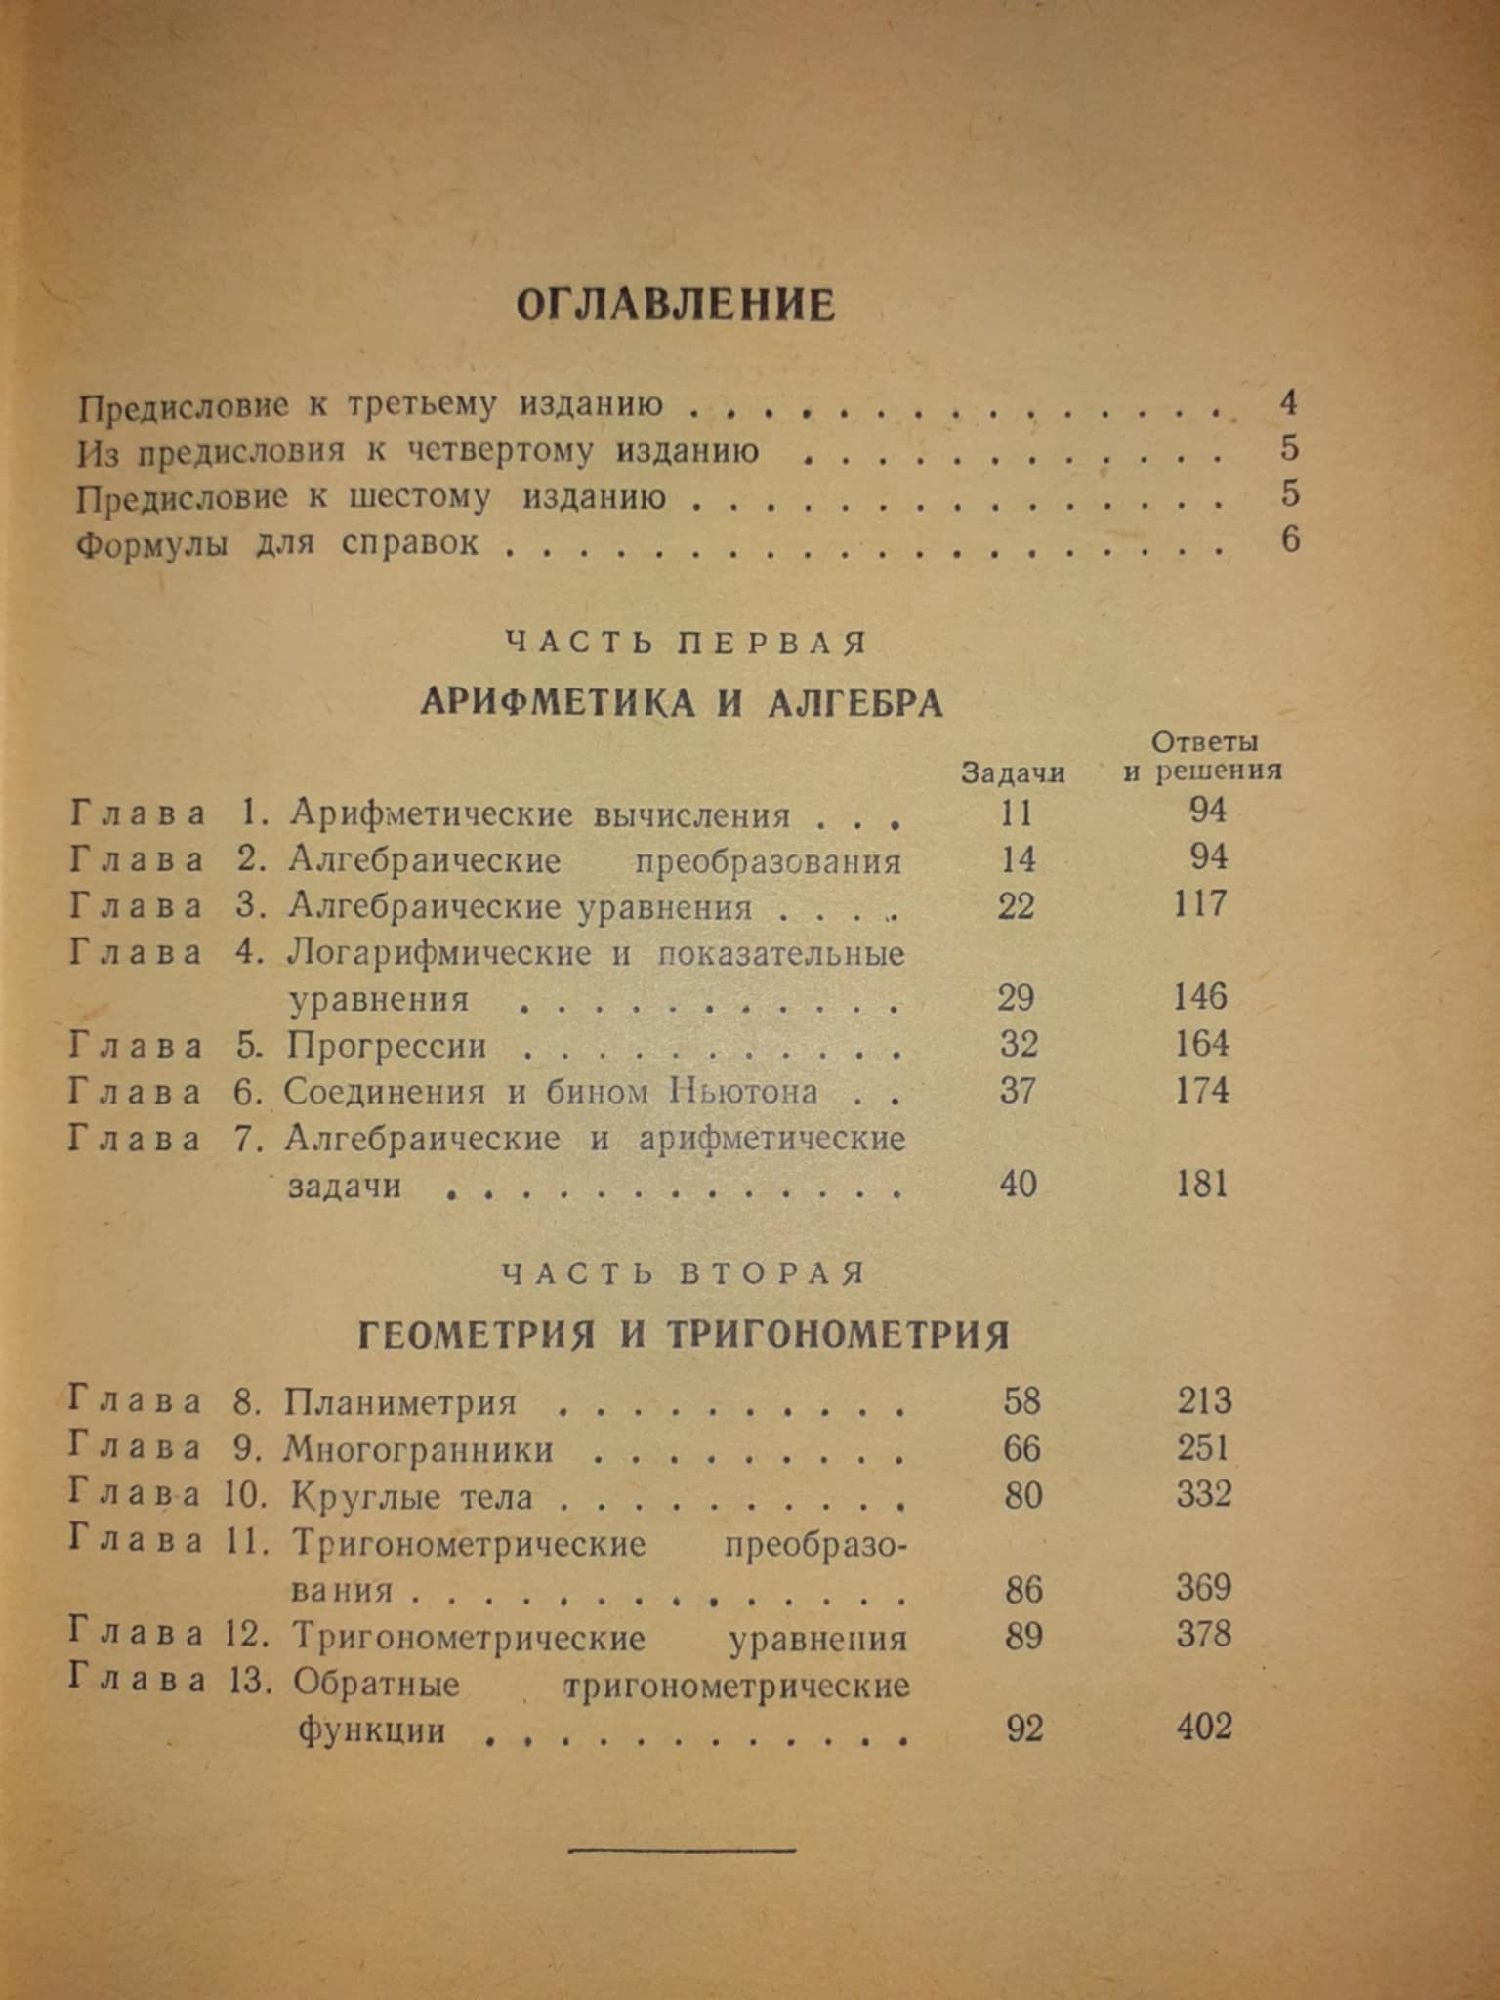 ОГЛАВЛЕНИЕ
Предисловие к третьему изданию . . . . . . . . . . . . . . . 4
Из предисловия к четвертому изданию . . . . . . . . . . . . 5
Предисловие к шестому изданию . . . . . . . . . . . . . . . 5
Формулы для справок . . . . . . . . . . . . . . . . . . . . 6
ЧАСТЬ ПЕРВАЯ
АРИФМЕТИКА И АЛГЕБРА
Ответы
Задачи и решения
Глава 1. Арифметические вычисления . . . 11 94
Глава 2. Алгебраические преобразования 14 94
Глава 3. Алгебраические уравнения . . . . 22 117
Глава 4. Логарифмические и показательные
уравнения . . . . . . . . . . . 29 146
Глава 5. Прогрессии . . . . . . . . . . . 32 164
Глава 6. Соединения и бином Ньютона . . 37 174
Глава 7. Алгебраические и арифметические
задачи . . . . . . . . . . . . . 40 181
ЧАСТЬ ВТОРАЯ
ГЕОМЕТРИЯ И ТРИГОНОМЕТРИЯ
Глава 8. Планиметрия . . . . . . . . . . 58 213
Глава 9. Многогранники . . . . . . . . . 66 251
Глава 10. Круглые тела . . . . . . . . . . 80 332
Глава 11. Тригонометрические преобразо-
вания . . . . . . . . . . . . . . 86 369
Глава 12. Тригонометрические уравнения 89 378
Глава 13. Обратные тригонометрические
функции . . . . . . . . . . . . 92 402